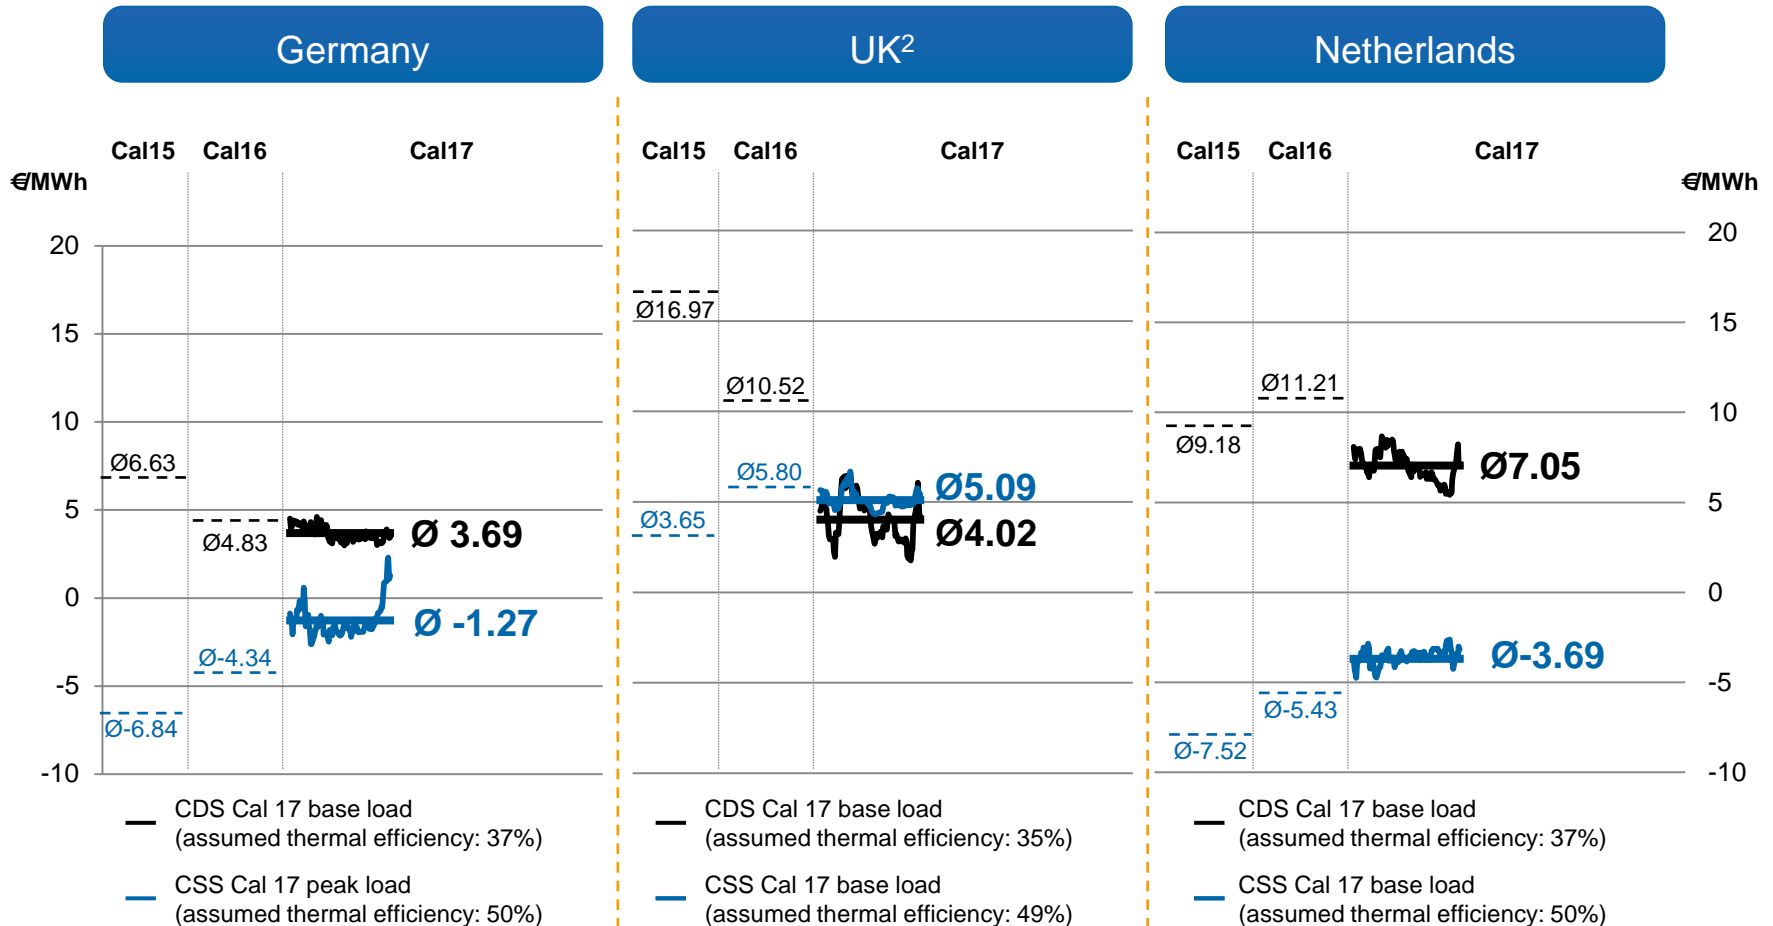 Germany
UK²
Netherlands
Cal15 Cal16 Cal17
Cal15 Cal16 Cal17
Cal15 Cal16 Cal17
€/MWh
€/MWh
20
15
10
5
0
-5
-10
Ø6.63
Ø4.83
Ø 3.69
Ø -1.27
Ø-4.34
Ø-6.84
Ø16.97
Ø10.52
Ø5.80
Ø3.65
Ø5.09
Ø4.02
Ø11.21
Ø9.18
Ø7.05
Ø-3.69
Ø-5.43
Ø-7.52
20
15
10
5
0
-5
-10
CDS Cal 17 base load
(assumed thermal efficiency: 37%)
CSS Cal 17 peak load
(assumed thermal efficiency: 50%)
CDS Cal 17 base load
(assumed thermal efficiency: 35%)
CSS Cal 17 base load
(assumed thermal efficiency: 49%)
CDS Cal 17 base load
(assumed thermal efficiency: 37%)
CSS Cal 17 base load
(assumed thermal efficiency: 50%)